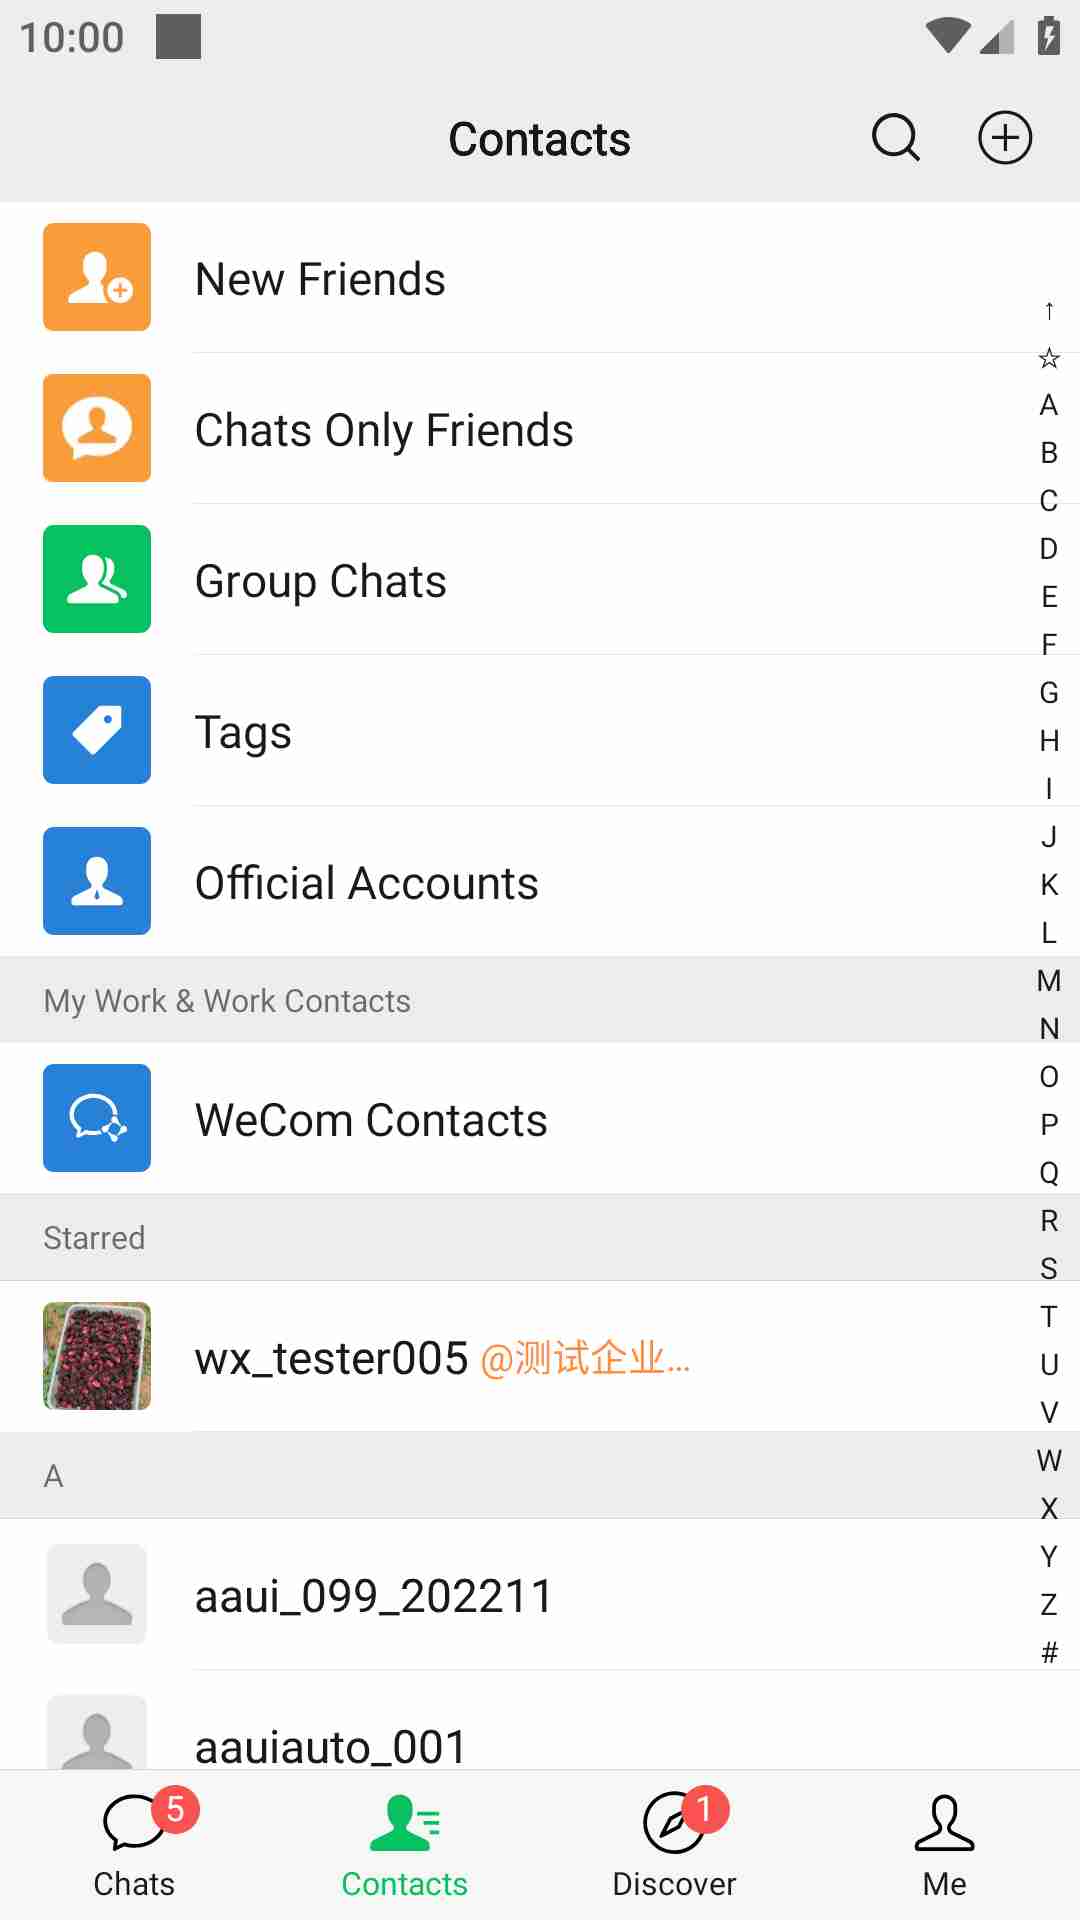 10:00
Contacts
New Friends
Chats Only Friends
Group Chats
Tags
Official Accounts
My Work & Work Contacts
WeCom Contacts
Starred
wx_tester005 @测试企业...
A
aaui_099_202211
aauiauto_001
↑
☆
A
B
C
D
E
F
G
H
I
J
K
L
M
N
O
P
Q
R
S
T
U
V
W
X
Y
Z
#
5
1
Chats
Contacts
Discover
Me